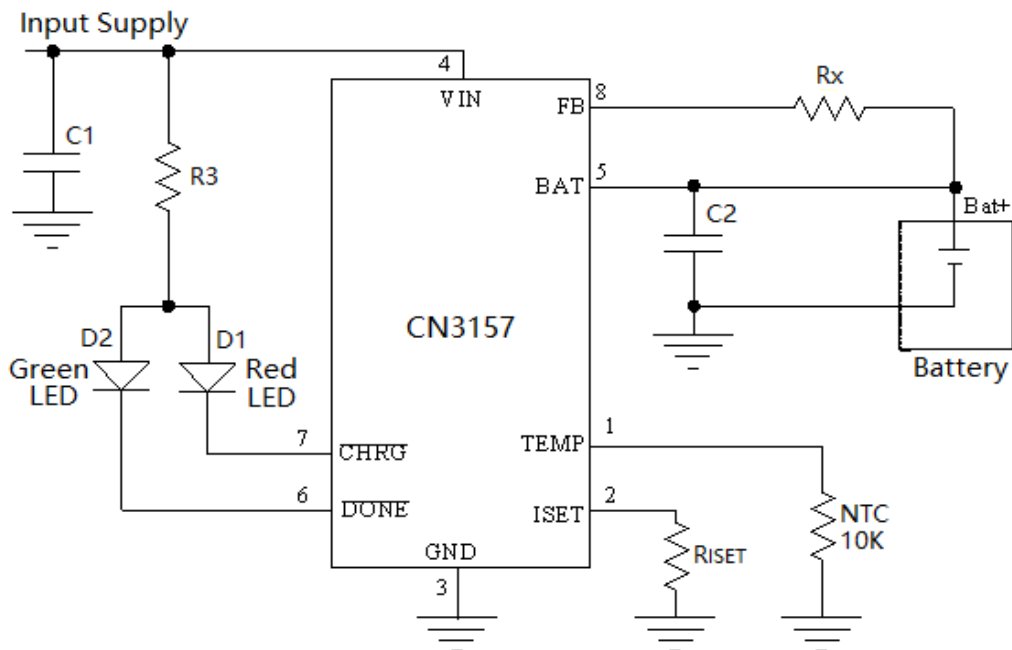 Input Supply
4
VIN
8
FB
Rx
C1
R3
5
BAT
Bat+
C2
CN3157
D2
D1
Green
LED
Red
LED
Battery
7
CHRG
1
TEMP
6
DONE
2
ISET
NTC
10K
RISET
GND
3